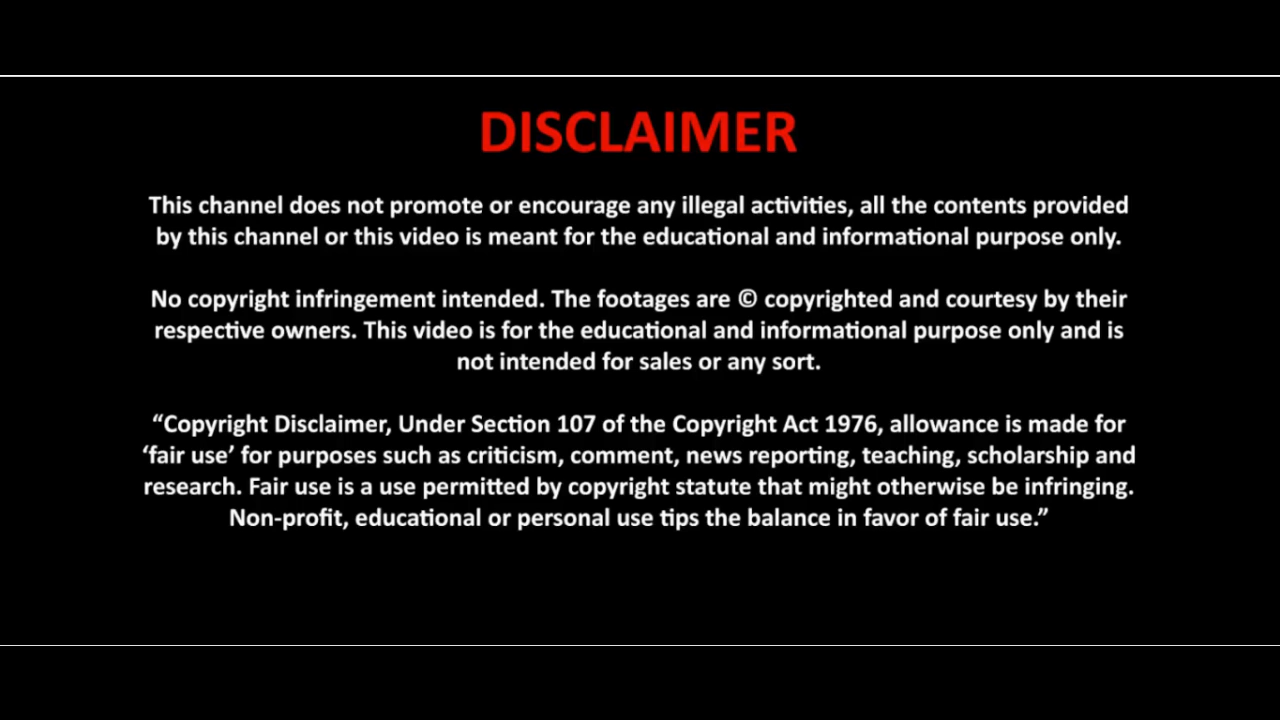 DISCLAIMER
This channel does not promote or encourage any illegal activities, all the contents provided
by this channel or this video is meant for the educational and informational purpose only.
No copyright infringement intended. The footages are © copyrighted and courtesy by their
respective owners. This video is for the educational and informational purpose only and is
not intended for sales or any sort.
“Copyright Disclaimer, Under Section 107 of the Copyright Act 1976, allowance is made for
‘fair use’ for purposes such as criticism, comment, news reporting, teaching, scholarship and
research. Fair use is a use permitted by copyright statute that might otherwise be infringing.
Non-profit, educational or personal use tips the balance in favor of fair use.”